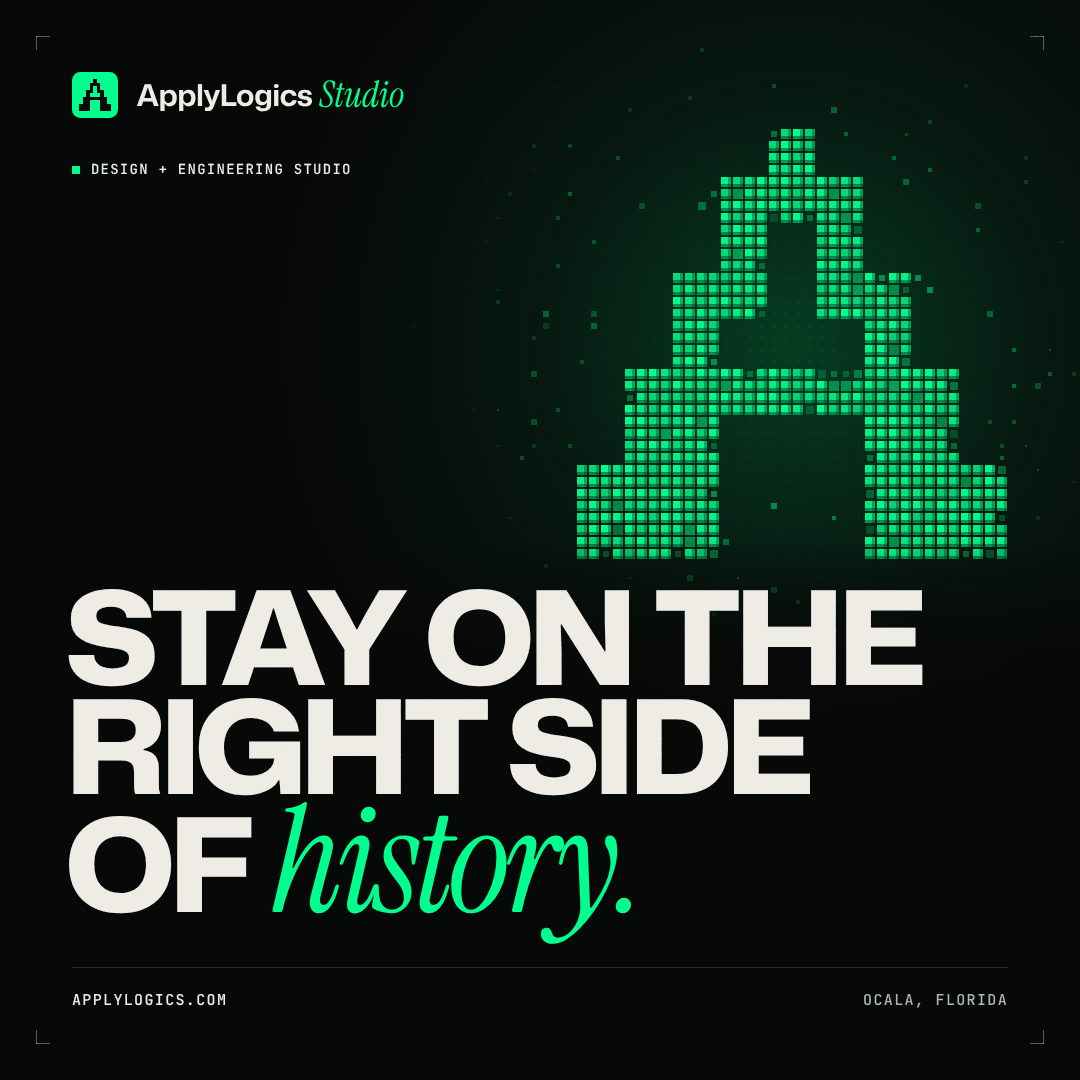 ApplyLogics Studio
DESIGN + ENGINEERING STUDIO
STAY ON THE
RIGHT SIDE
OF history.
APPLYLOGICS.COM
OCALA, FLORIDA